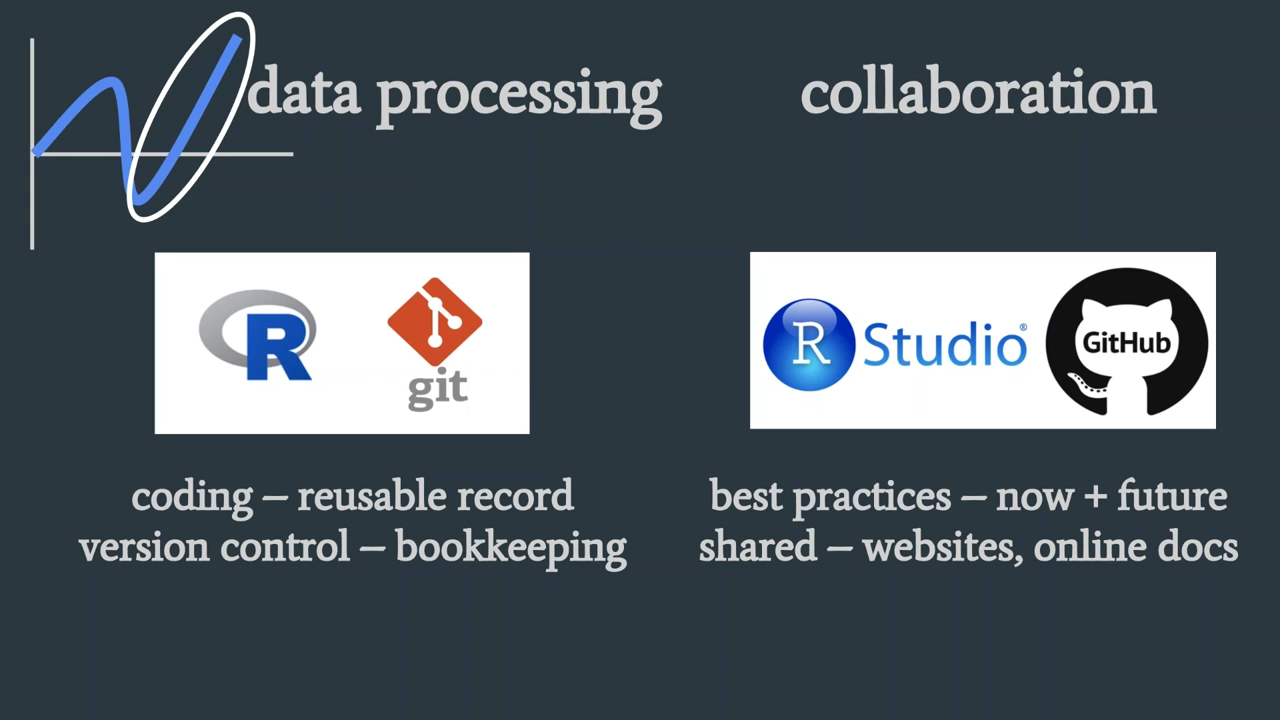 data processing
collaboration
R
git
R Studio®
GitHub
coding – reusable record
version control – bookkeeping
best practices – now + future
shared – websites, online docs